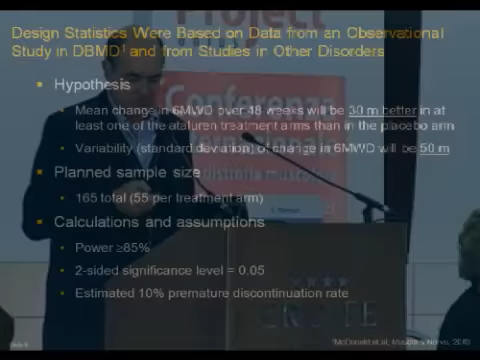 Design Statistics Were Based on Data from an Observational
Study in DBMD¹ and from Studies in Other Disorders
Hypothesis
Mean change in 6MWD over 48 weeks will be 30 m better in at
least one of the ataluren treatment arms than in the placebo arm
Variability (standard deviation) of change in 6MWD will be 50 m
Planned sample size
165 total (55 per treatment arm)
Calculations and assumptions
Power ≥85%
2-sided significance level = 0.05
Estimated 10% premature discontinuation rate
¹McDonald et al, Muscle & Nerve, 2010
Project